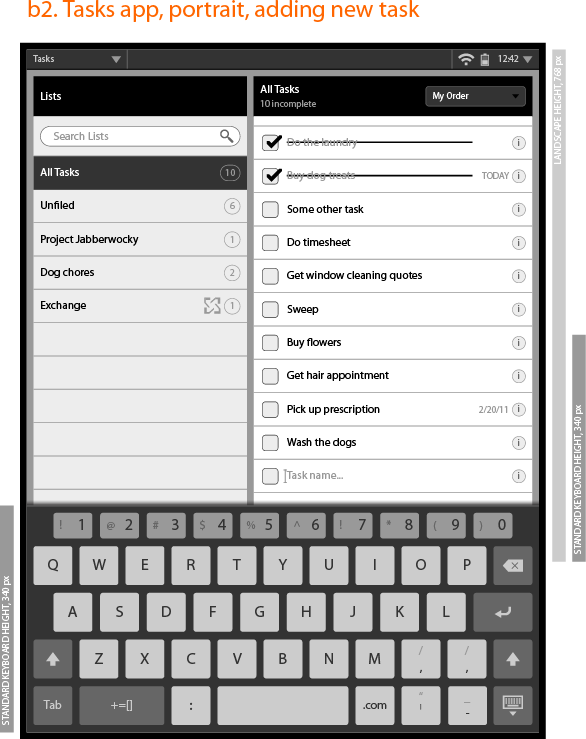 b2. Tasks app, portrait, adding new task
Tasks
12:42
Lists
All Tasks
10 incomplete
My Order
Search Lists
All Tasks 10
Unfiled 6
Project Jabberwocky 1
Dog chores 2
Exchange 1
Do the laundry i
Buy dog treats TODAY i
Some other task i
Do timesheet i
Get window cleaning quotes i
Sweep i
Buy flowers i
Get hair appointment i
Pick up prescription 2/20/11 i
Wash the dogs i
Task name... i
! 1 @ 2 # 3 $ 4 % 5 ^ 6 ! 7 * 8 ( 9 ) 0
Q W E R T Y U I O P
A S D F G H J K L
Z X C V B N M / , / ,
Tab +=[] : .com " ' _ -
LANDSCAPE HEIGHT, 768 px
STANDARD KEYBOARD HEIGHT, 340 px
STANDARD KEYBOARD HEIGHT, 340 px